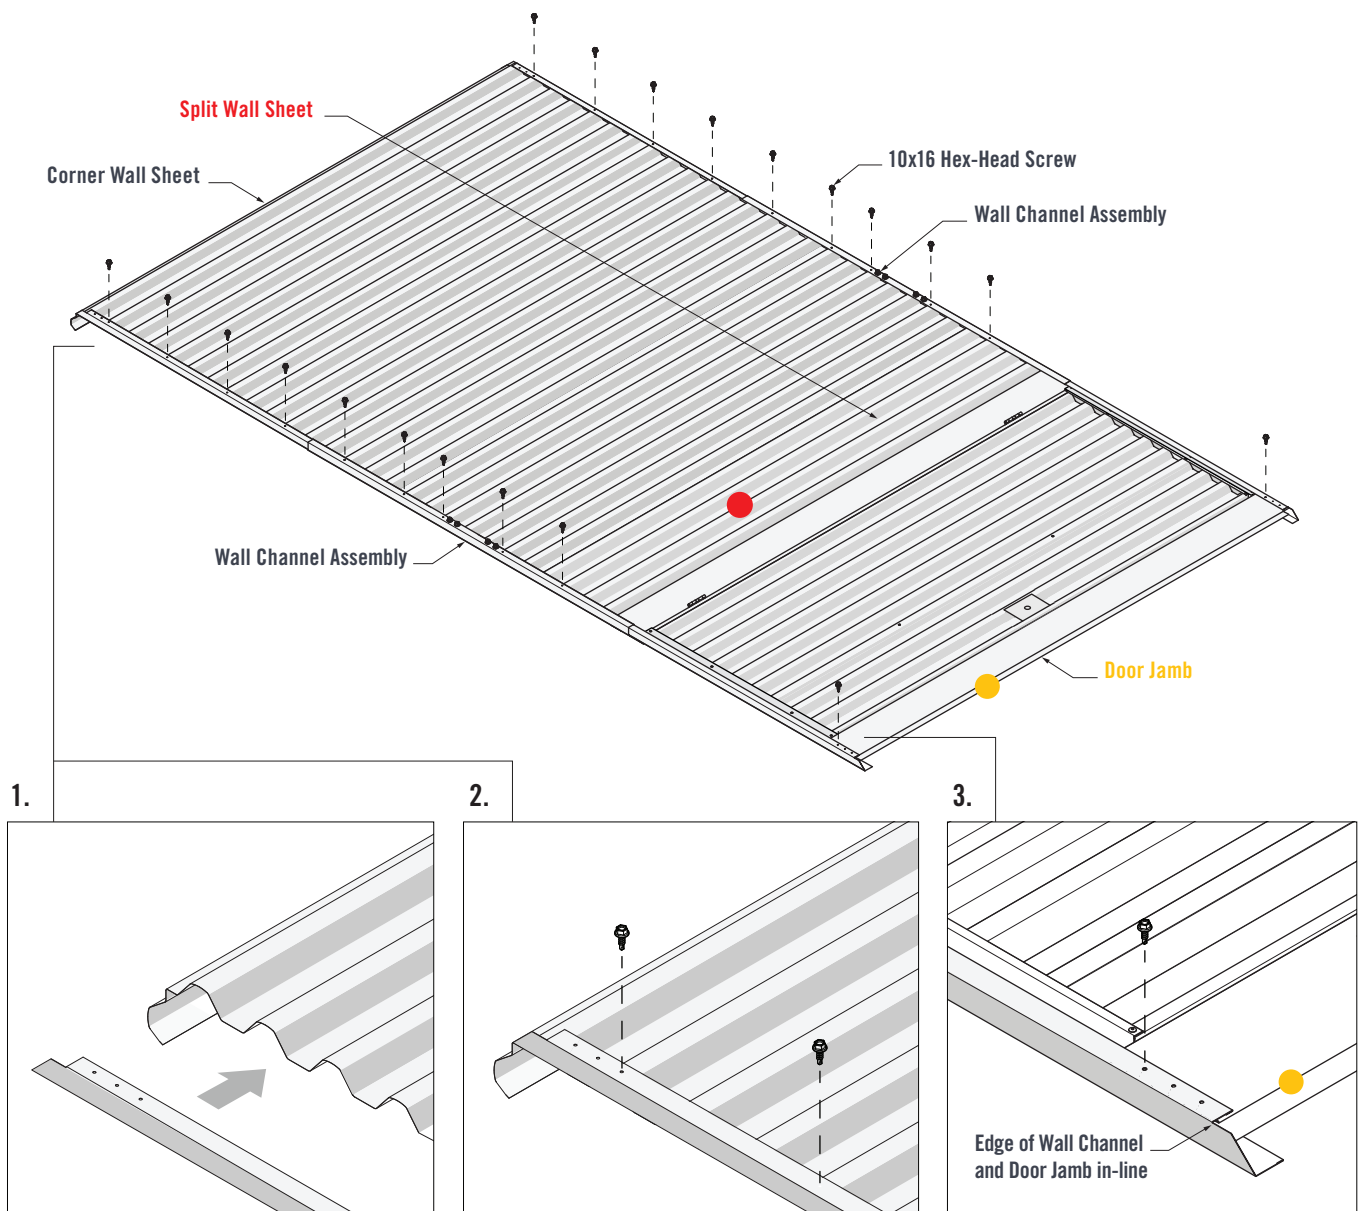 Split Wall Sheet
Corner Wall Sheet
10x16 Hex-Head Screw
Wall Channel Assembly
Wall Channel Assembly
Door Jamb
1.
2.
3.
Edge of Wall Channel
and Door Jamb in-line